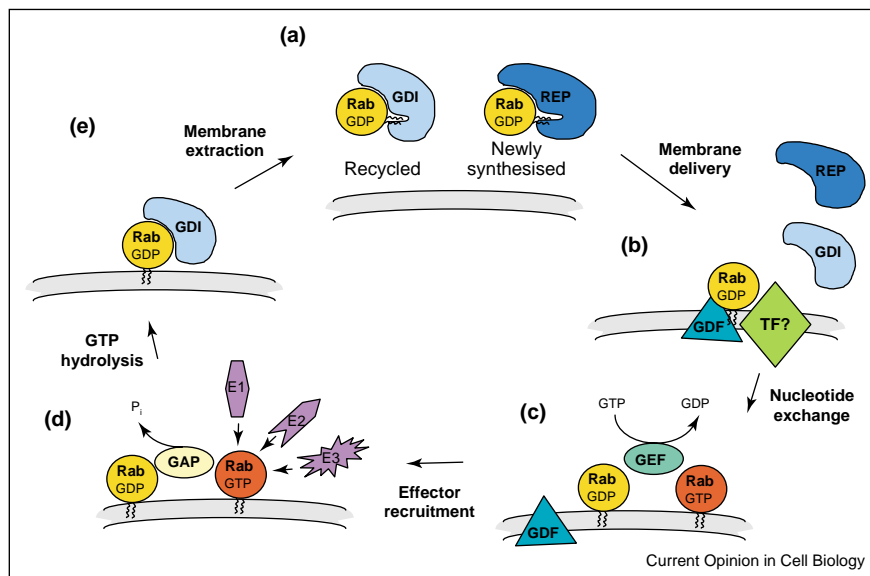 (a)
Rab
GDP
GDI
Recycled
Rab
GDP
REP
Newly
synthesised
Membrane
delivery
REP
GDI
(b)
Rab
GDP
GDF
TF?
Nucleotide
exchange
(c)
GTP
GDP
GEF
Rab
GDP
Rab
GTP
GDF
Effector
recruitment
(d)
Pi
GAP
Rab
GDP
Rab
GTP
E1
E2
E3
GTP
hydrolysis
(e)
Rab
GDP
GDI
Membrane
extraction
Current Opinion in Cell Biology